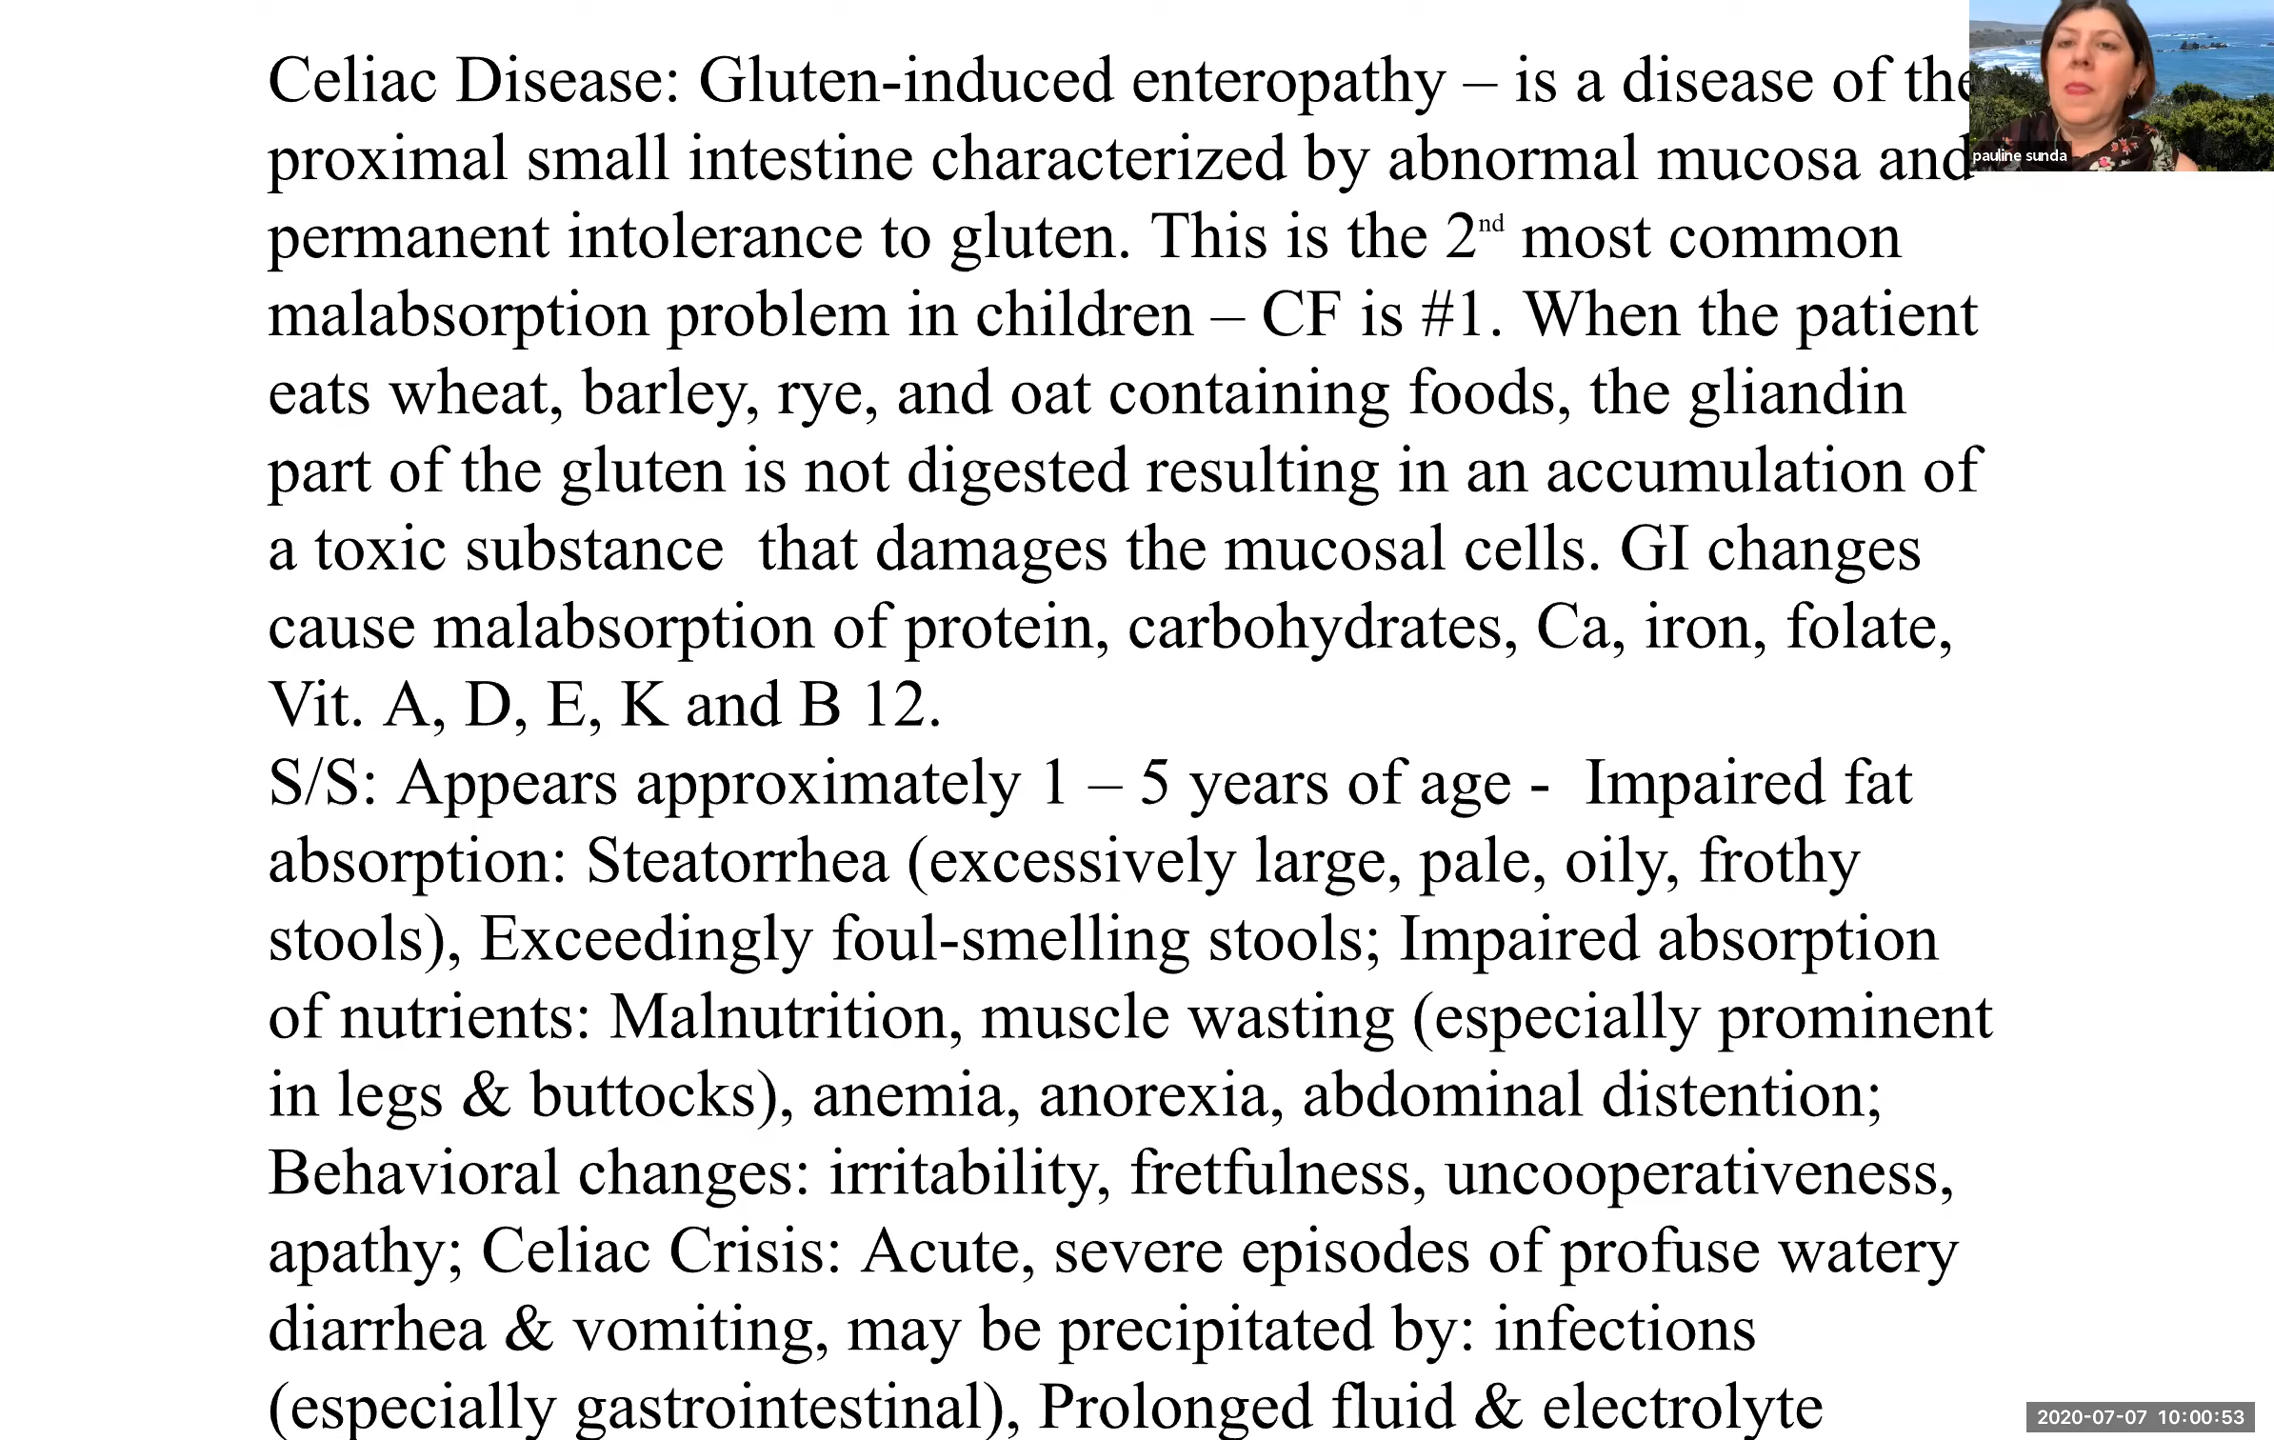 Celiac Disease: Gluten-induced enteropathy – is a disease of the
proximal small intestine characterized by abnormal mucosa and
permanent intolerance to gluten. This is the 2nd most common
malabsorption problem in children – CF is #1. When the patient
eats wheat, barley, rye, and oat containing foods, the gliandin
part of the gluten is not digested resulting in an accumulation of
a toxic substance  that damages the mucosal cells. GI changes
cause malabsorption of protein, carbohydrates, Ca, iron, folate,
Vit. A, D, E, K and B 12.
S/S: Appears approximately 1 – 5 years of age -  Impaired fat
absorption: Steatorrhea (excessively large, pale, oily, frothy
stools), Exceedingly foul-smelling stools; Impaired absorption
of nutrients: Malnutrition, muscle wasting (especially prominent
in legs & buttocks), anemia, anorexia, abdominal distention;
Behavioral changes: irritability, fretfulness, uncooperativeness,
apathy; Celiac Crisis: Acute, severe episodes of profuse watery
diarrhea & vomiting, may be precipitated by: infections
(especially gastrointestinal), Prolonged fluid & electrolyte
pauline sunda
2020-07-07 10:00:53